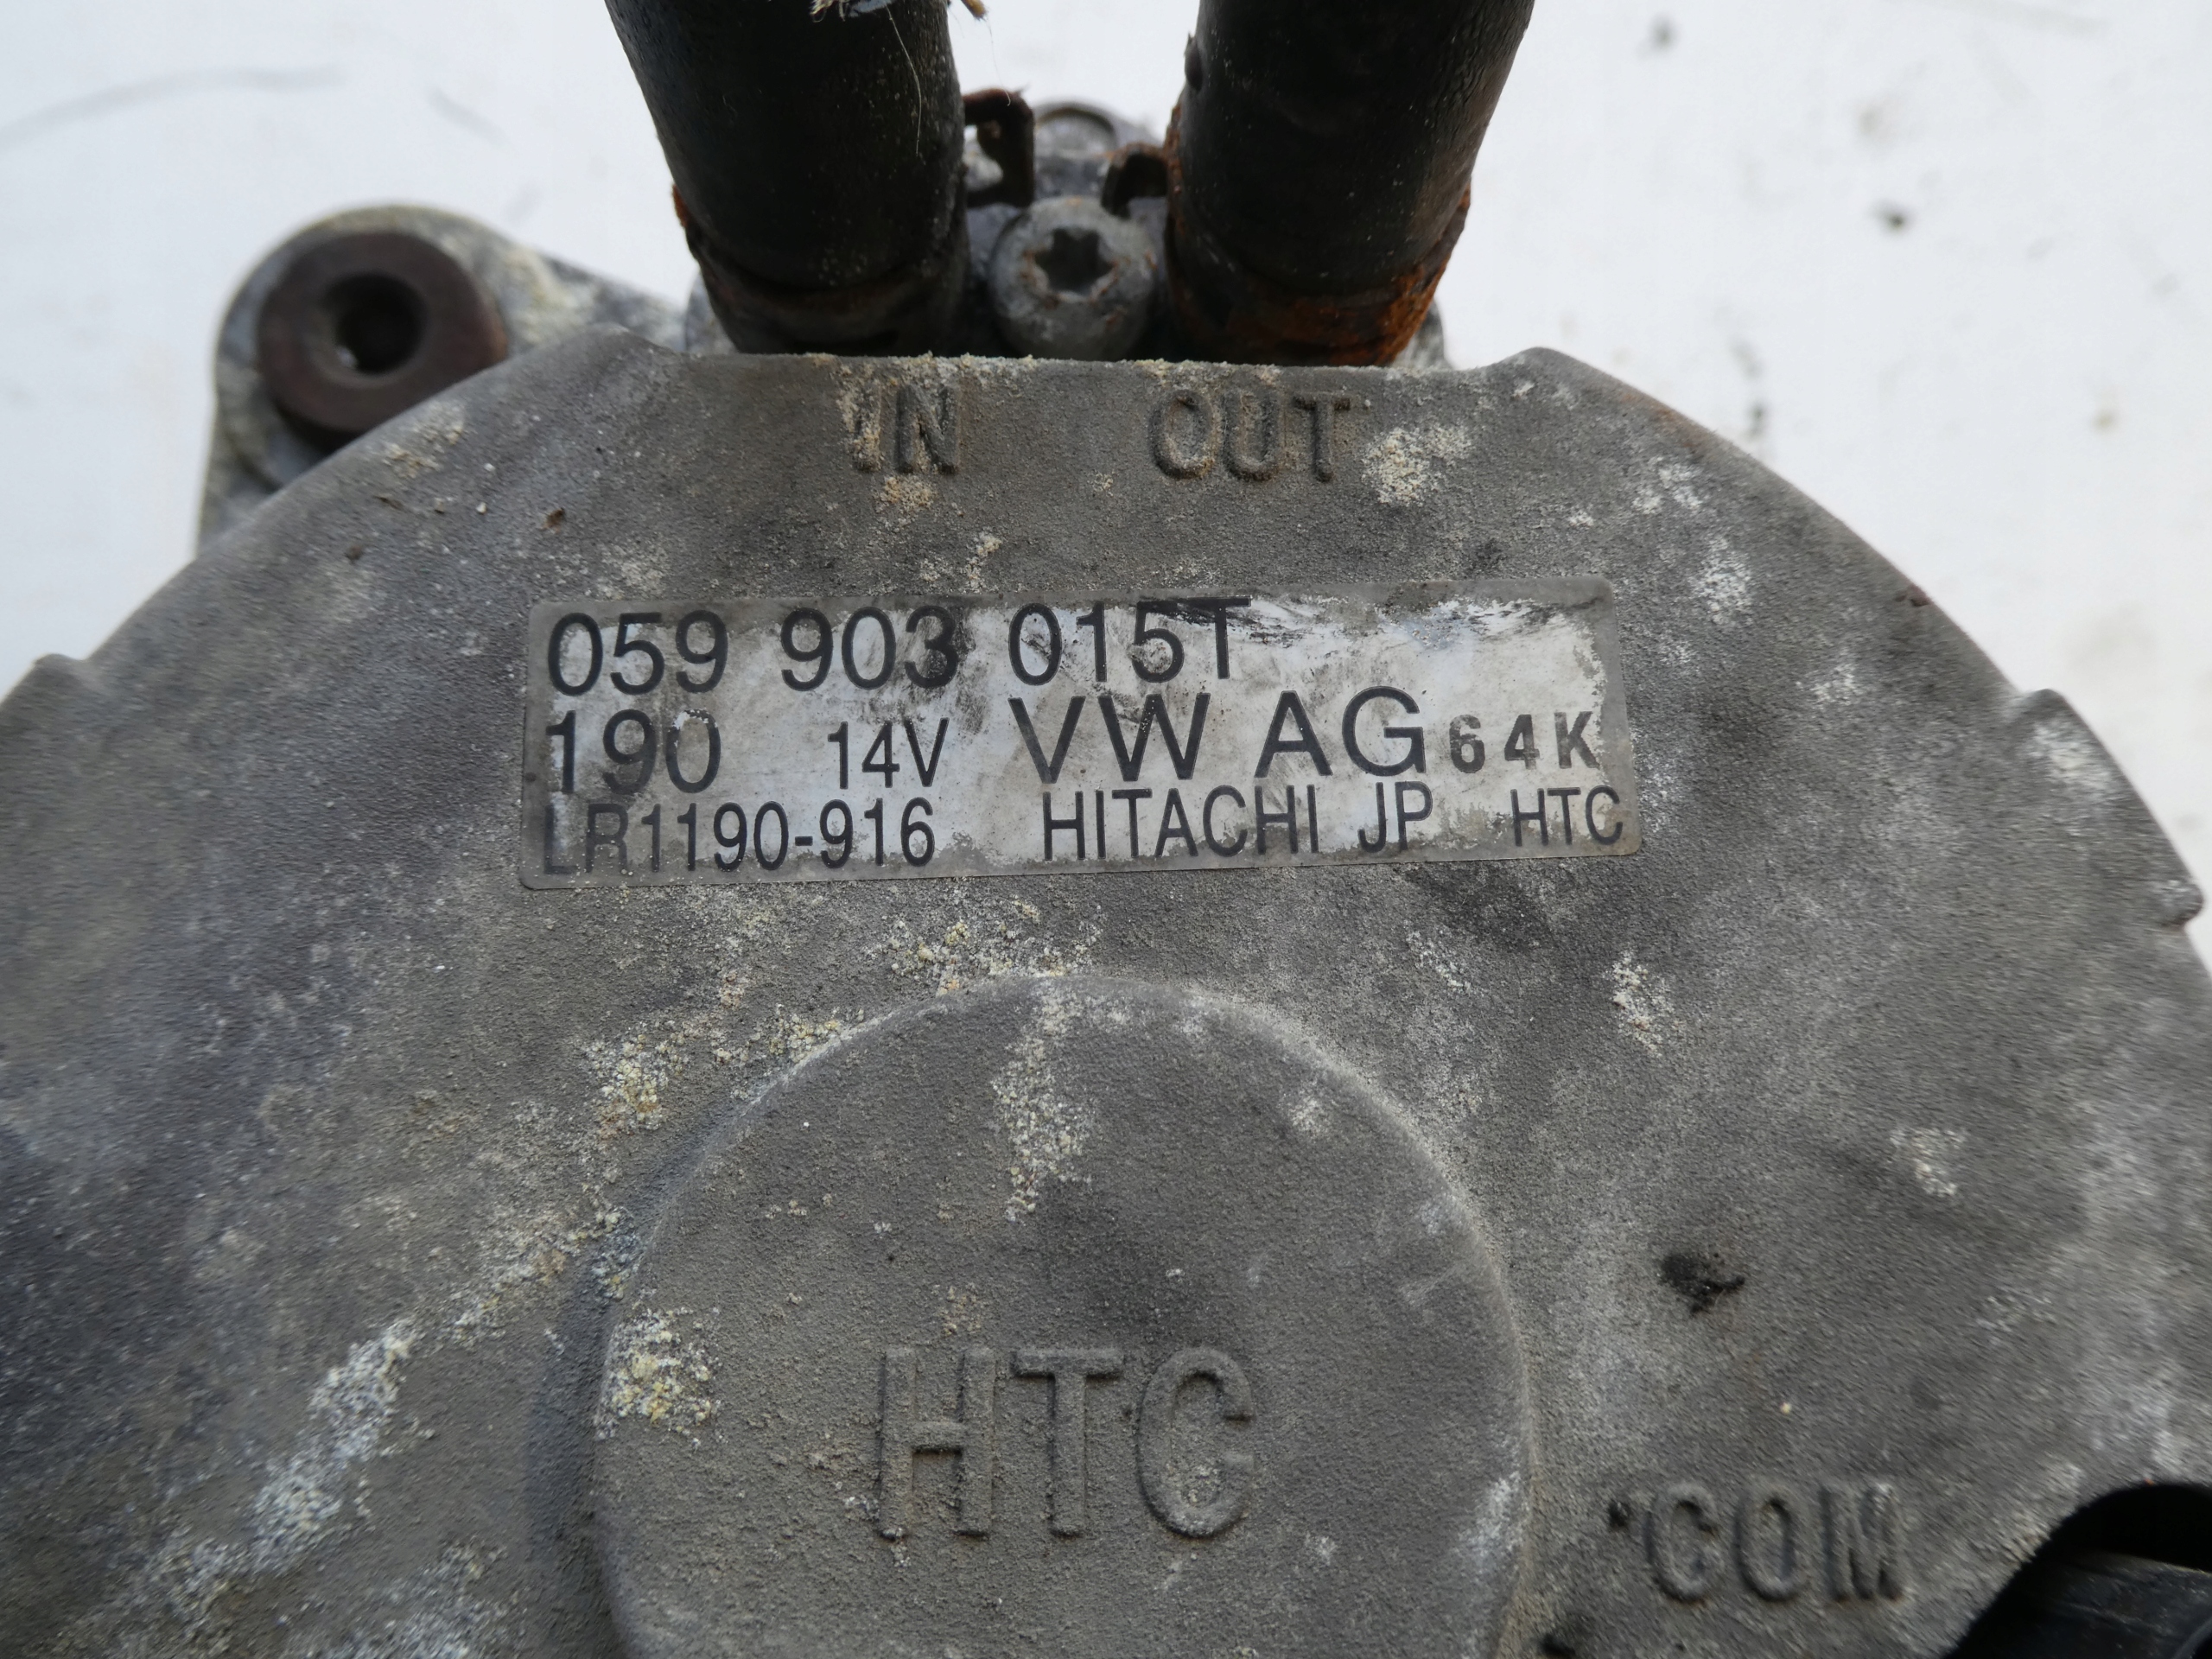 IN OUT
059 903 015T
190 14V VW AG 64K
LR1190-916 HITACHI JP HTC
HTC
COM